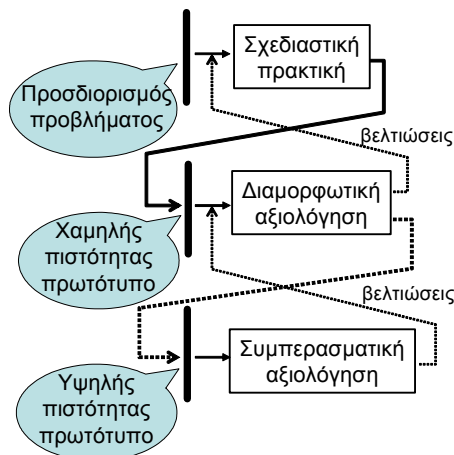 Σχεδιαστική
πρακτική
Προσδιορισμός
προβλήματος
βελτιώσεις
Διαμορφωτική
αξιολόγηση
Χαμηλής
πιστότητας
πρωτότυπο
βελτιώσεις
Συμπερασματική
αξιολόγηση
Υψηλής
πιστότητας
πρωτότυπο